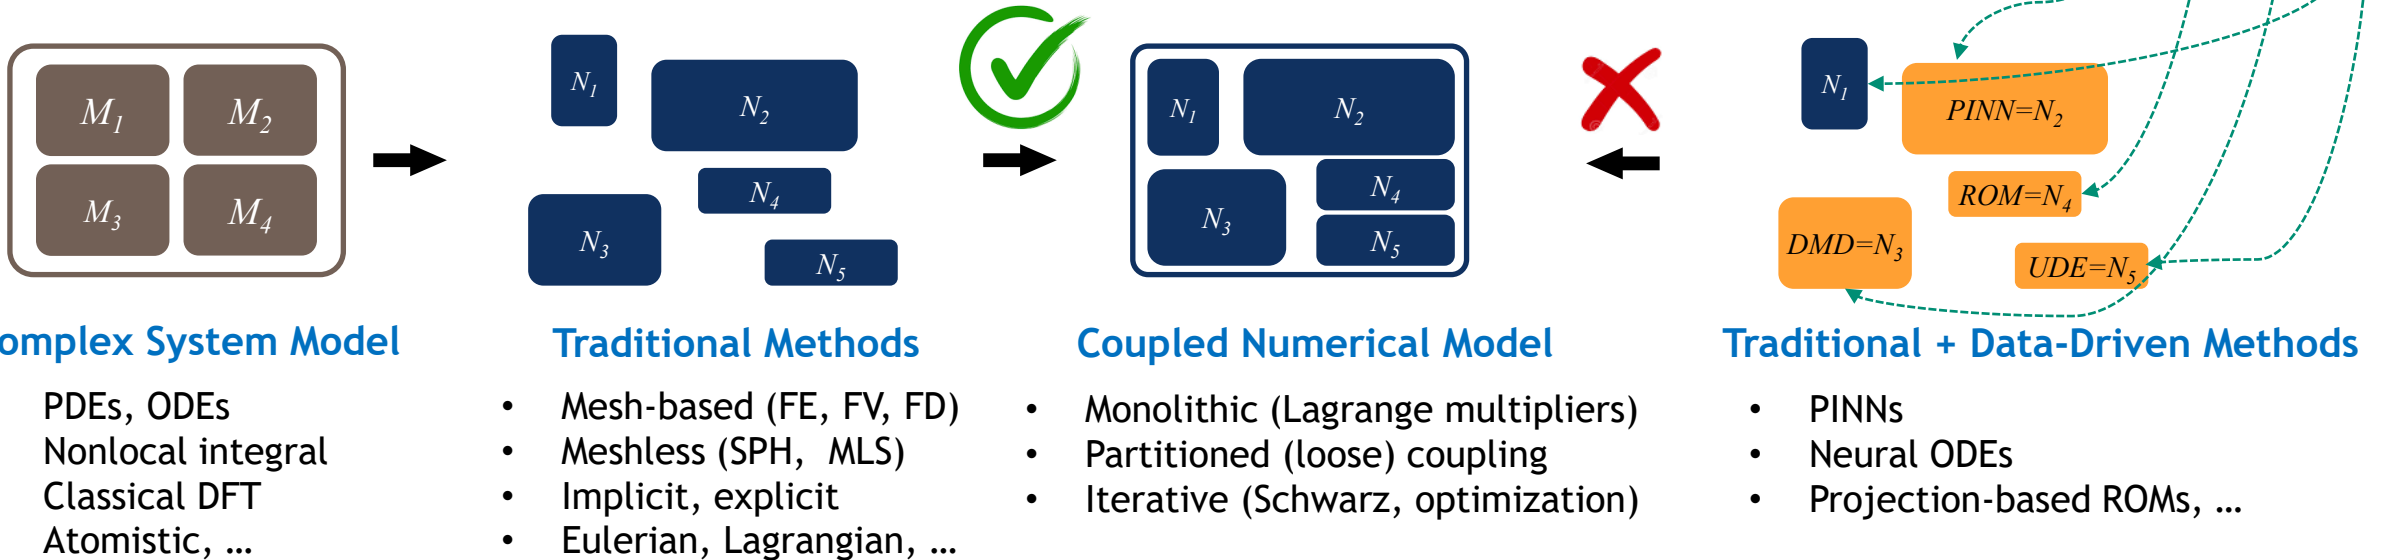 M1
M2
M3
M4
omplex System Model
PDEs, ODEs
Nonlocal integral
Classical DFT
Atomistic, …
N1
N2
N4
N3
N5
Traditional Methods
• Mesh-based (FE, FV, FD)
• Meshless (SPH, MLS)
• Implicit, explicit
• Eulerian, Lagrangian, …
N1
N2
N4
N3
N5
Coupled Numerical Model
• Monolithic (Lagrange multipliers)
• Partitioned (loose) coupling
• Iterative (Schwarz, optimization)
N1
PINN=N2
ROM=N4
DMD=N3
UDE=N5
Traditional + Data-Driven Methods
• PINNs
• Neural ODEs
• Projection-based ROMs, …